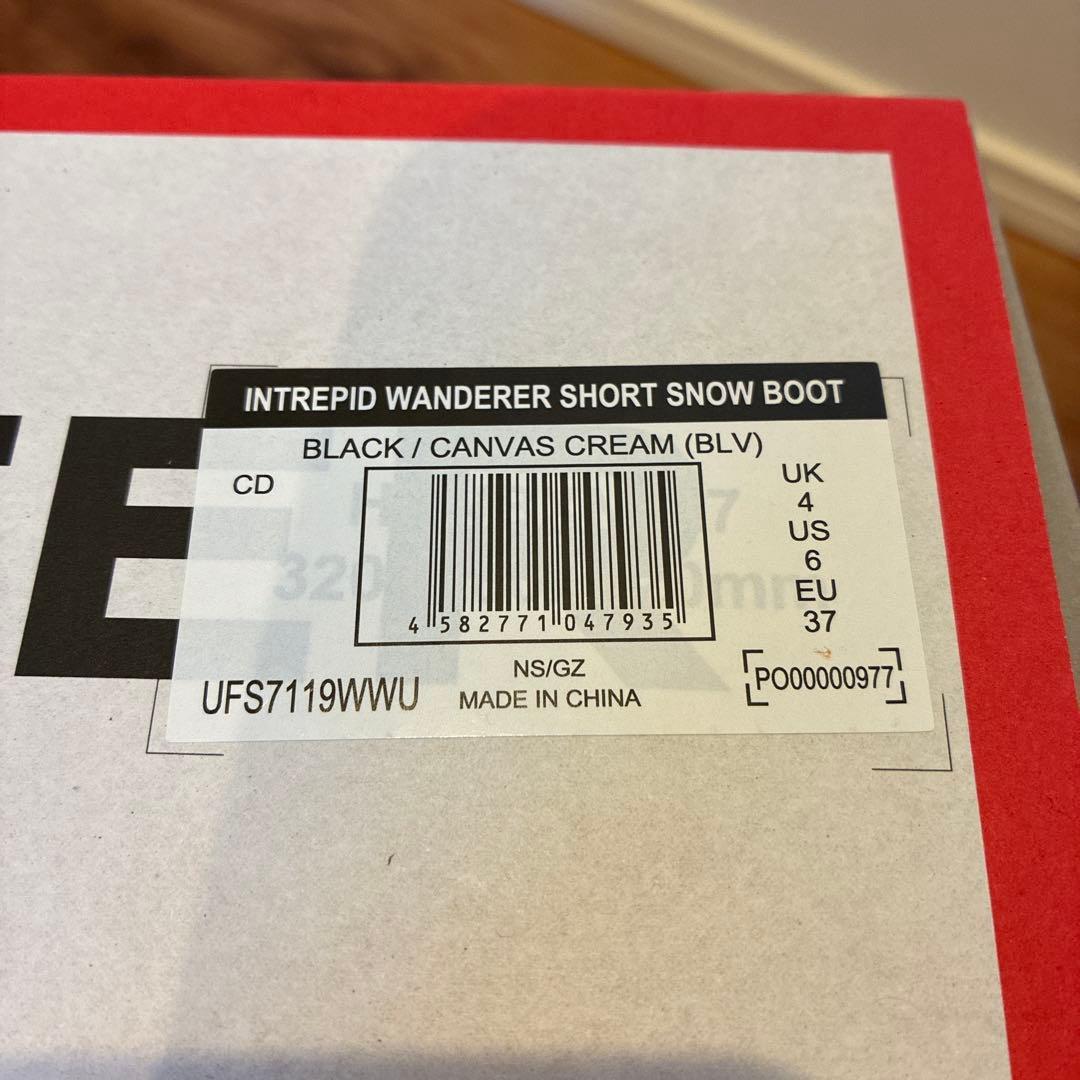 INTREPID WANDERER SHORT SNOW BOOT
BLACK / CANVAS CREAM (BLV)
CD
UK
4
US
6
EU
37
4 582771 047935
NS/GZ
MADE IN CHINA
UFS7119WWU
PO00000977